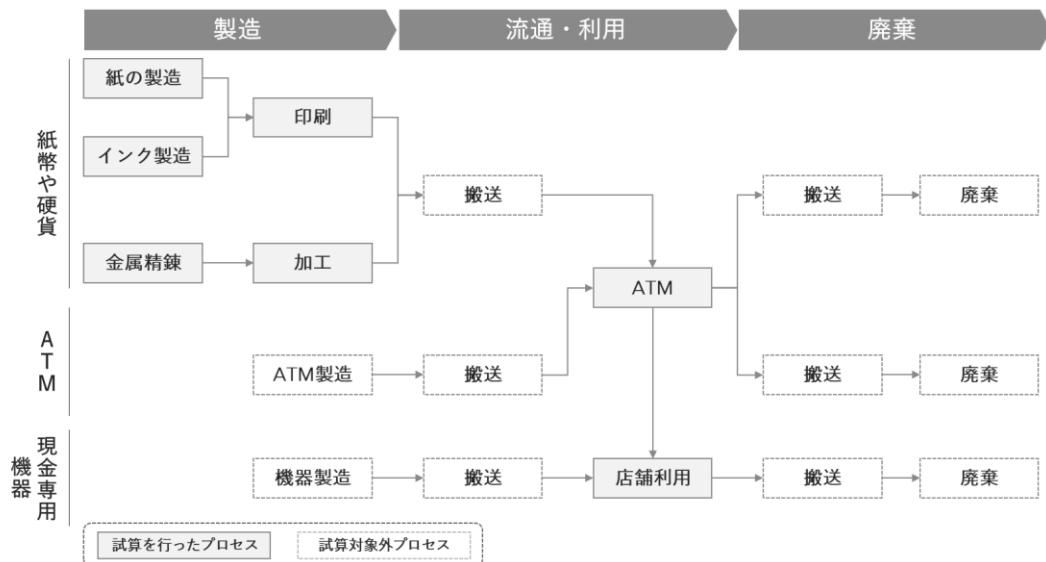 製造
流通・利用
廃棄
紙幣や硬貨
紙の製造
インク製造
印刷
金属精錬
加工
搬送
ATM
搬送
廃棄
ATM
ATM製造
搬送
搬送
廃棄
現金専用
機器
機器製造
搬送
店舗利用
搬送
廃棄
試算を行ったプロセス
試算対象外プロセス